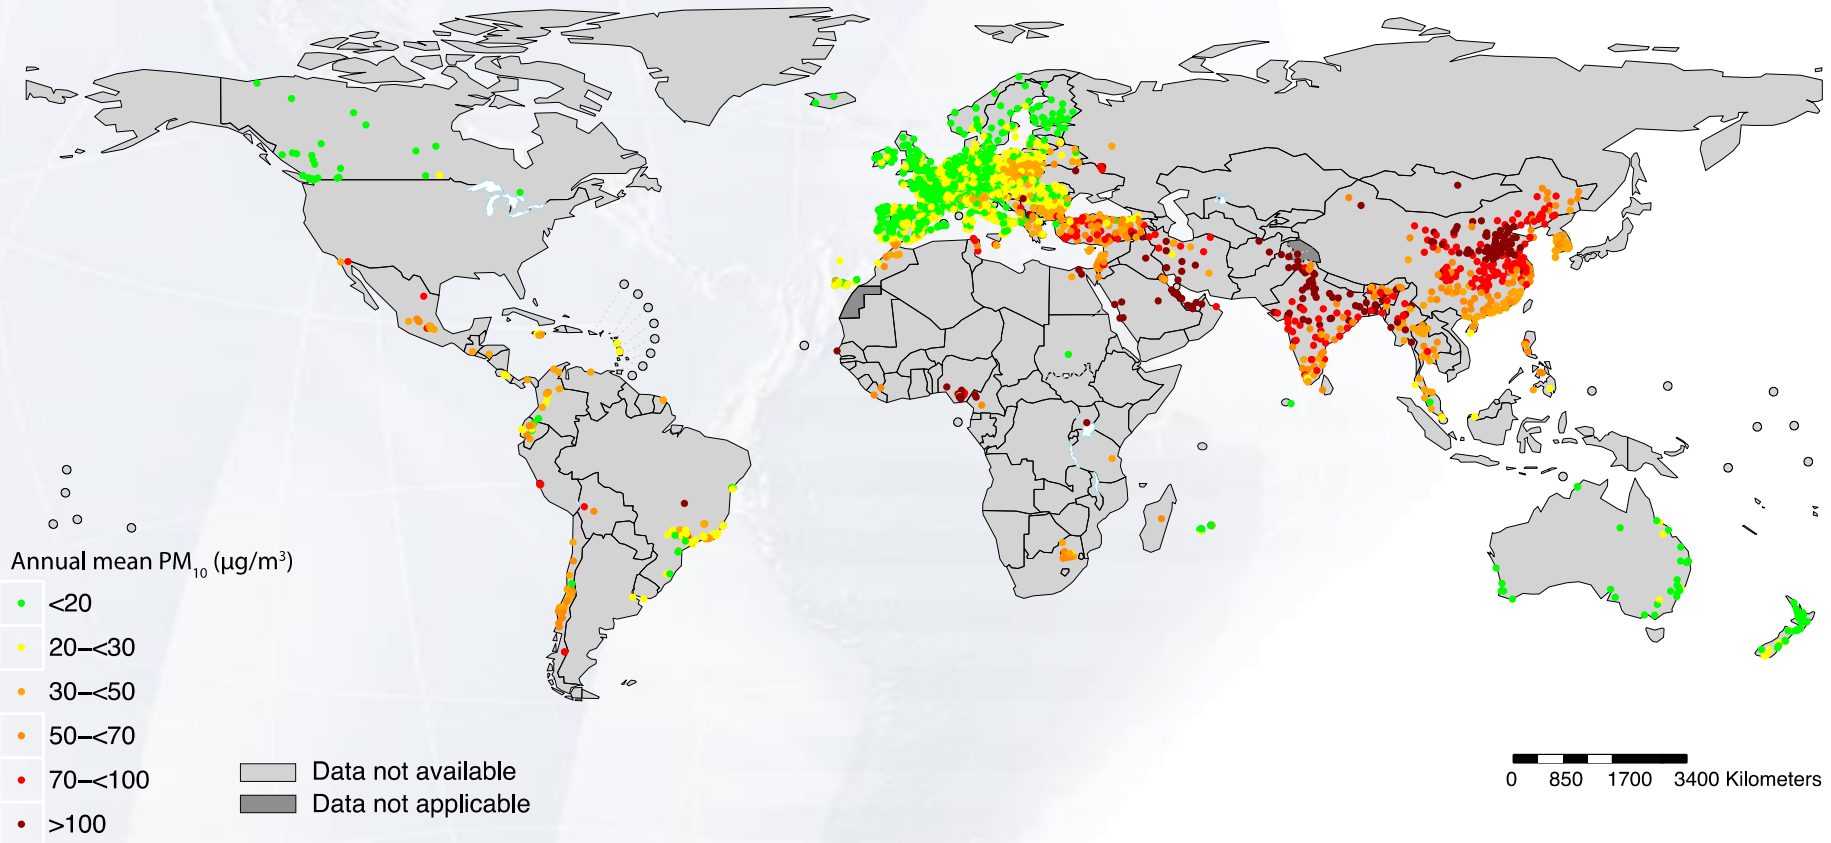 Annual mean PM10 (µg/m³)
<20
20–<30
30–<50
50–<70
70–<100
>100
Data not available
Data not applicable
0 850 1700 3400 Kilometers